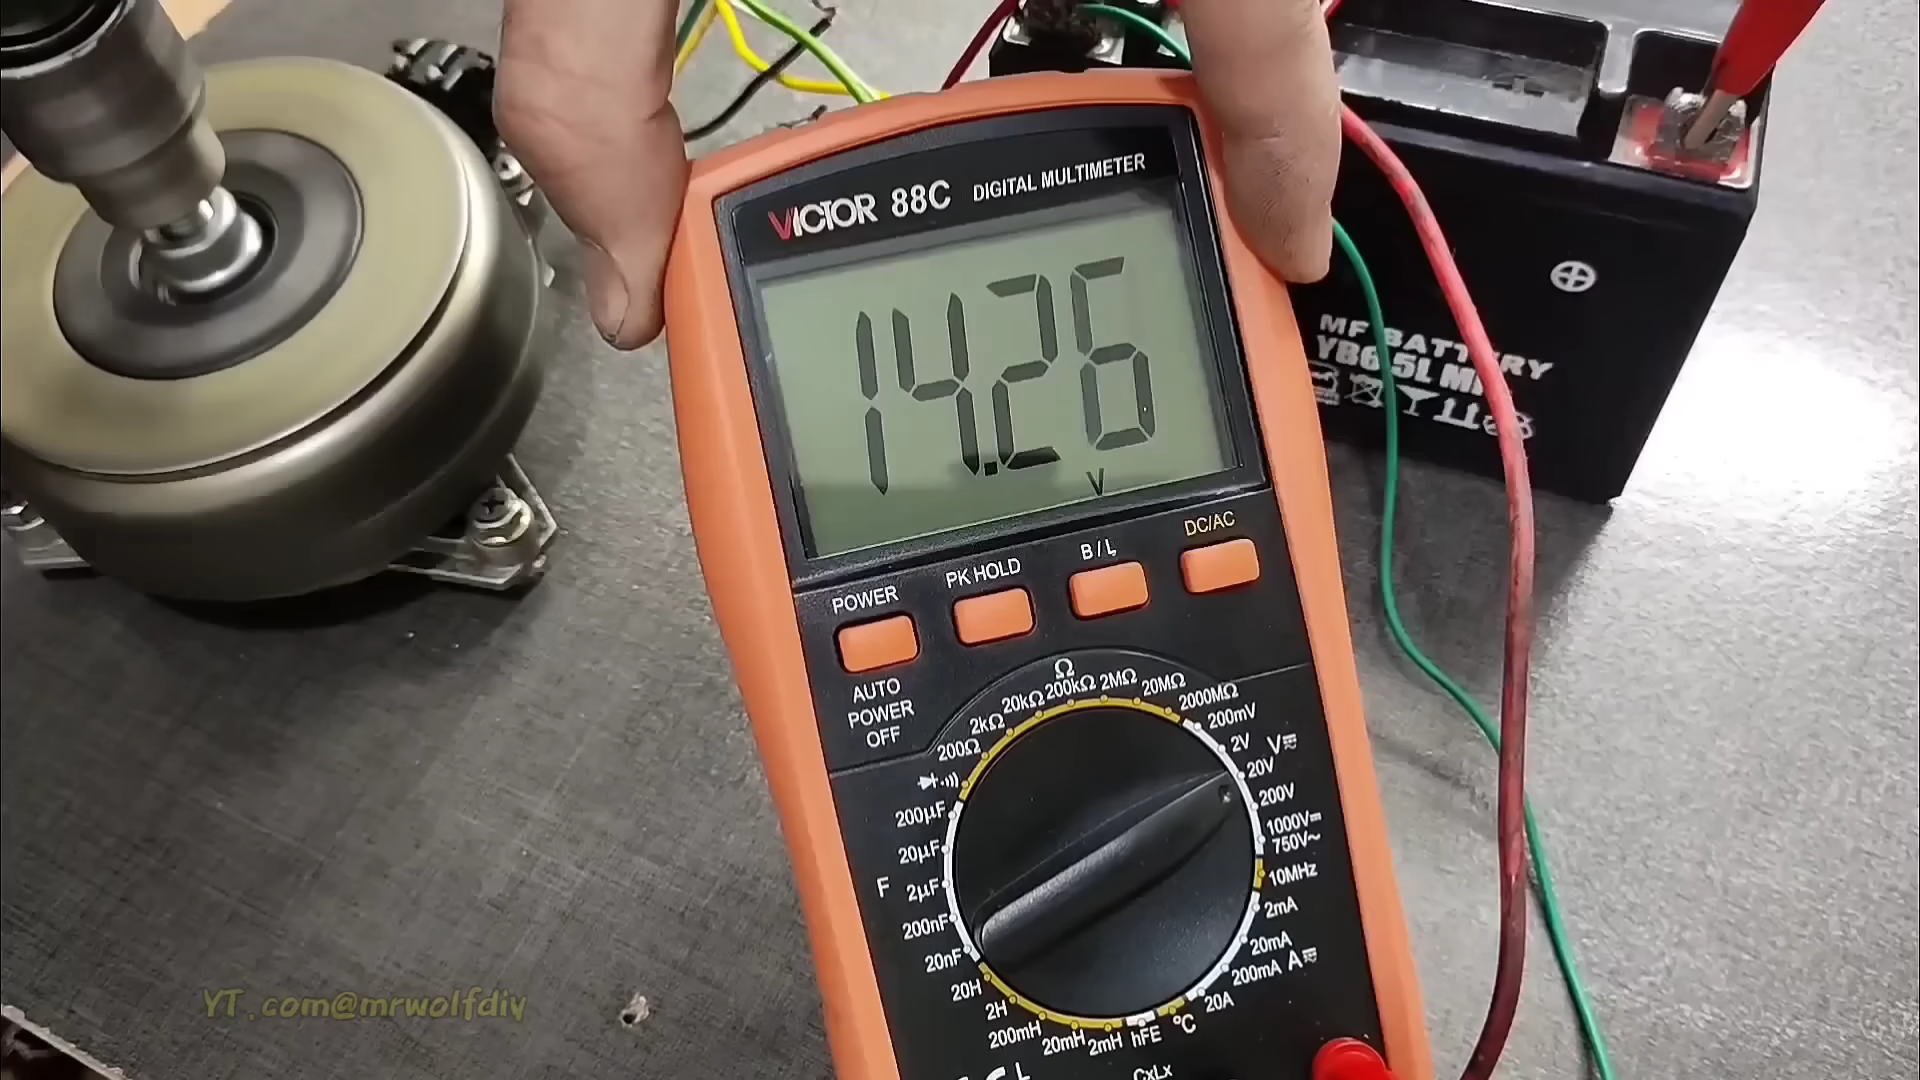 VICTOR 88C DIGITAL MULTIMETER
14.26
V
POWER
PK HOLD
B / L
DC/AC
AUTO
POWER
OFF
Ω
200Ω
2kΩ
20kΩ
200kΩ
2MΩ
20MΩ
2000MΩ
200mV
2V
V
20V
200V
1000V
750V~
10MHz
2mA
20mA
200mA
A
20A
°C
hFE
2mH
20mH
200mH
2H
20H
20nF
200nF
F
2µF
20µF
200µF
CxLx
MF BATTERY
YT.com@mrwolfdiy